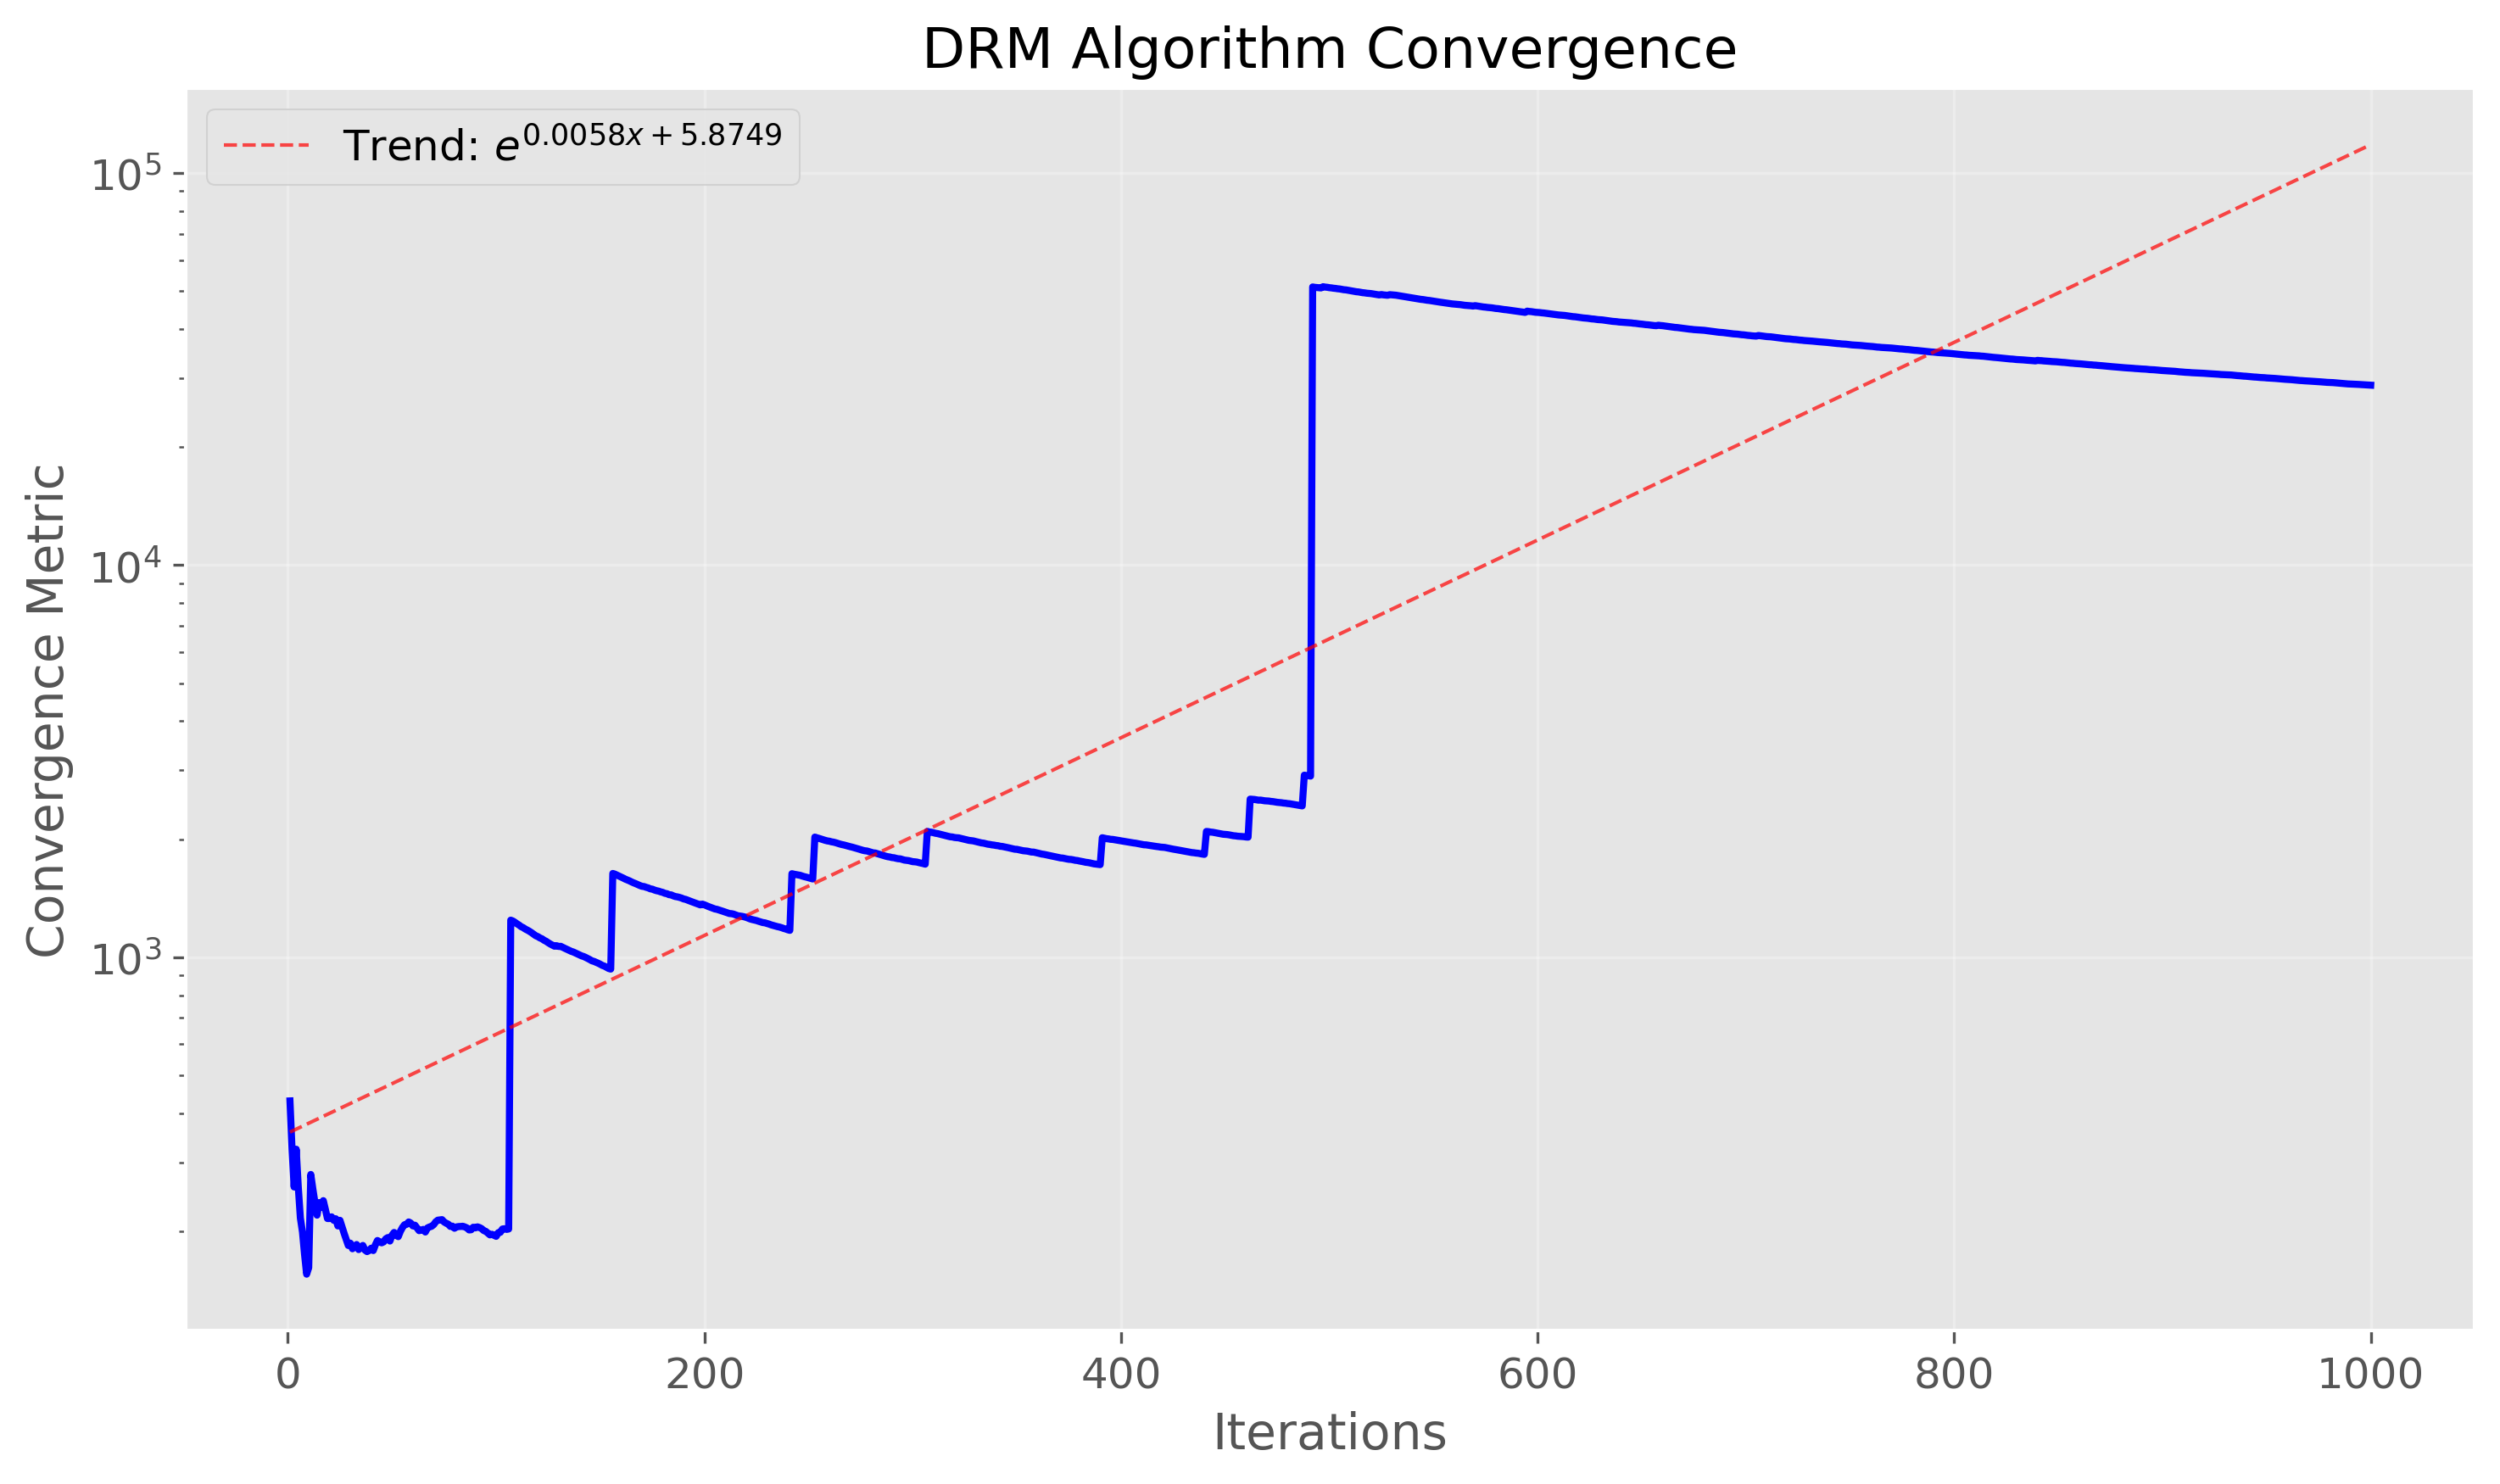 DRM Algorithm Convergence
Trend: e^{0.0058x + 5.8749}
Convergence Metric
10^5
10^4
10^3
0 200 400 600 800 1000
Iterations